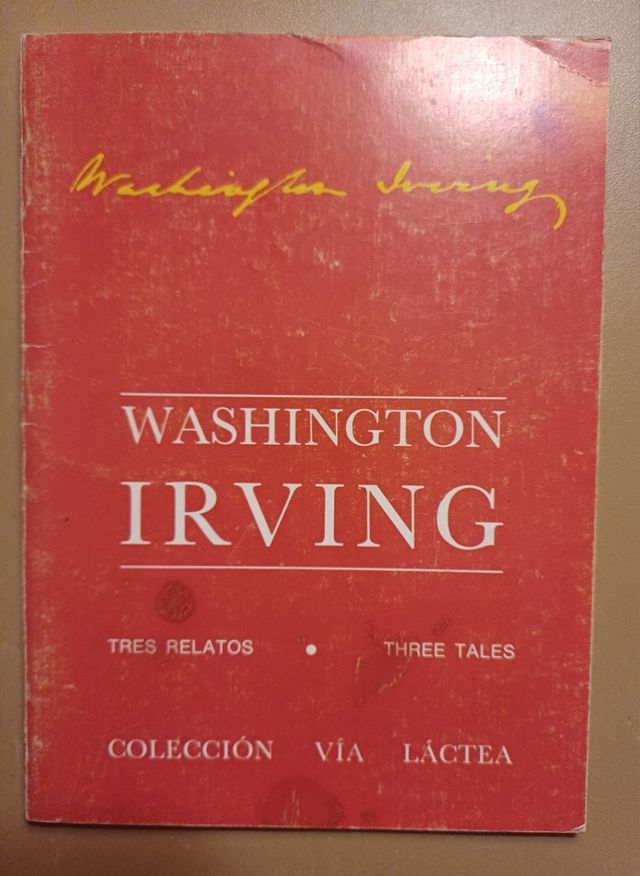 Washington Irving
WASHINGTON
IRVING
TRES RELATOS • THREE TALES
COLECCIÓN VÍA LÁCTEA